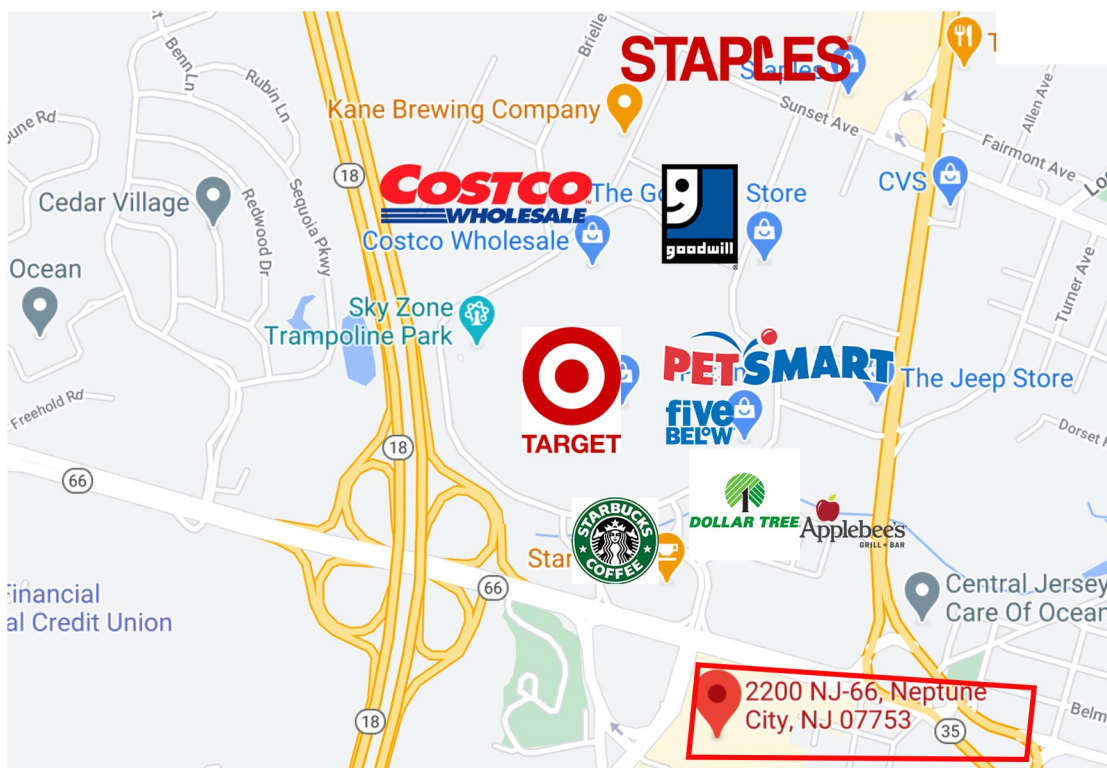 Benn Ln
Rubin Ln
Brielle
STAPLES
Staples
Kane Brewing Company
Sunset Ave
Allen Ave
Fairmont Ave
18
COSTCO
WHOLESALE
Costco Wholesale
The Go
Store
goodwill
CVS
Cedar Village
Redwood Dr
Sequoia Pkwy
Turner Ave
Ocean
Sky Zone
Trampoline Park
TARGET
PETSMART
The Jeep Store
five
BELOW
Freehold Rd
Dorset
18
66
DOLLAR TREE
Applebee's
GRILL + BAR
STARBUCKS
COFFEE
Star
66
Financial
al Credit Union
Central Jersey
Care Of Ocean
2200 NJ-66, Neptune
City, NJ 07753
18
35
Belm